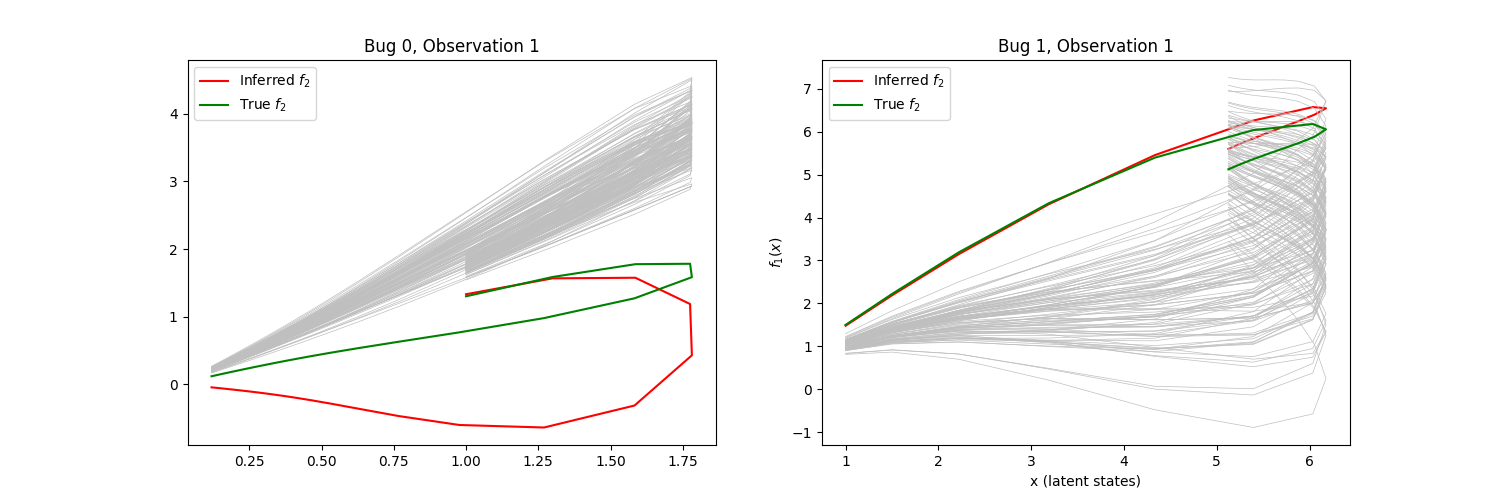 Bug 0, Observation 1
Inferred f₂
True f₂
4
3
2
1
0
0.25 0.50 0.75 1.00 1.25 1.50 1.75
Bug 1, Observation 1
Inferred f₂
True f₂
f₁(x)
7
6
5
4
3
2
1
0
−1
1 2 3 4 5 6
x (latent states)